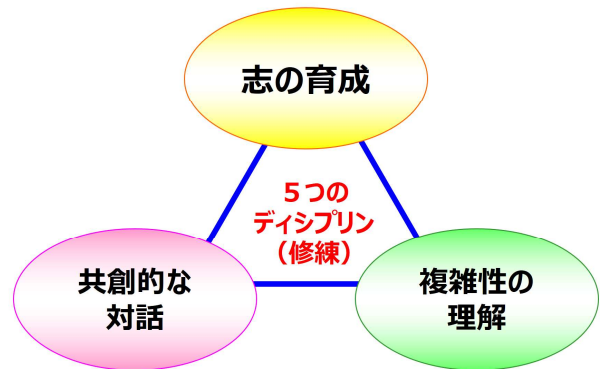 志の育成
５つの
ディシプリン
（修練）
共創的な
対話
複雑性の
理解